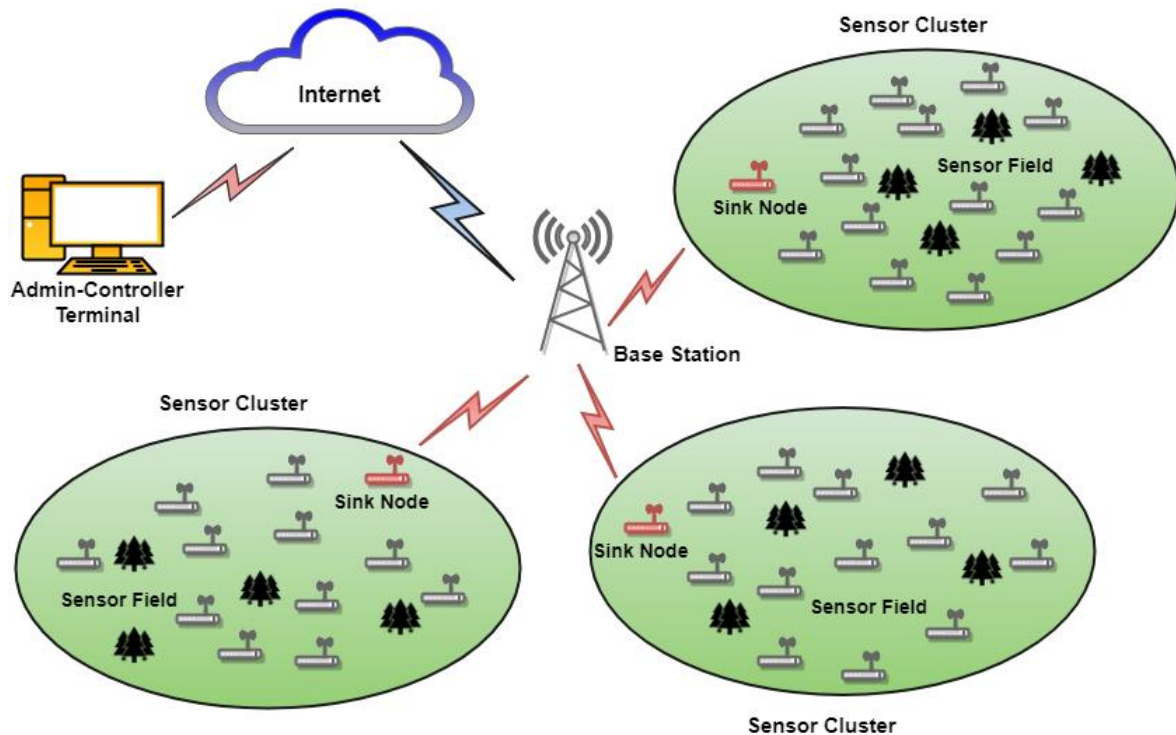 Sensor Cluster
Internet
Sensor Field
Sink Node
Admin-Controller
Terminal
Base Station
Sensor Cluster
Sink Node
Sensor Field
Sink Node
Sensor Field
Sensor Cluster